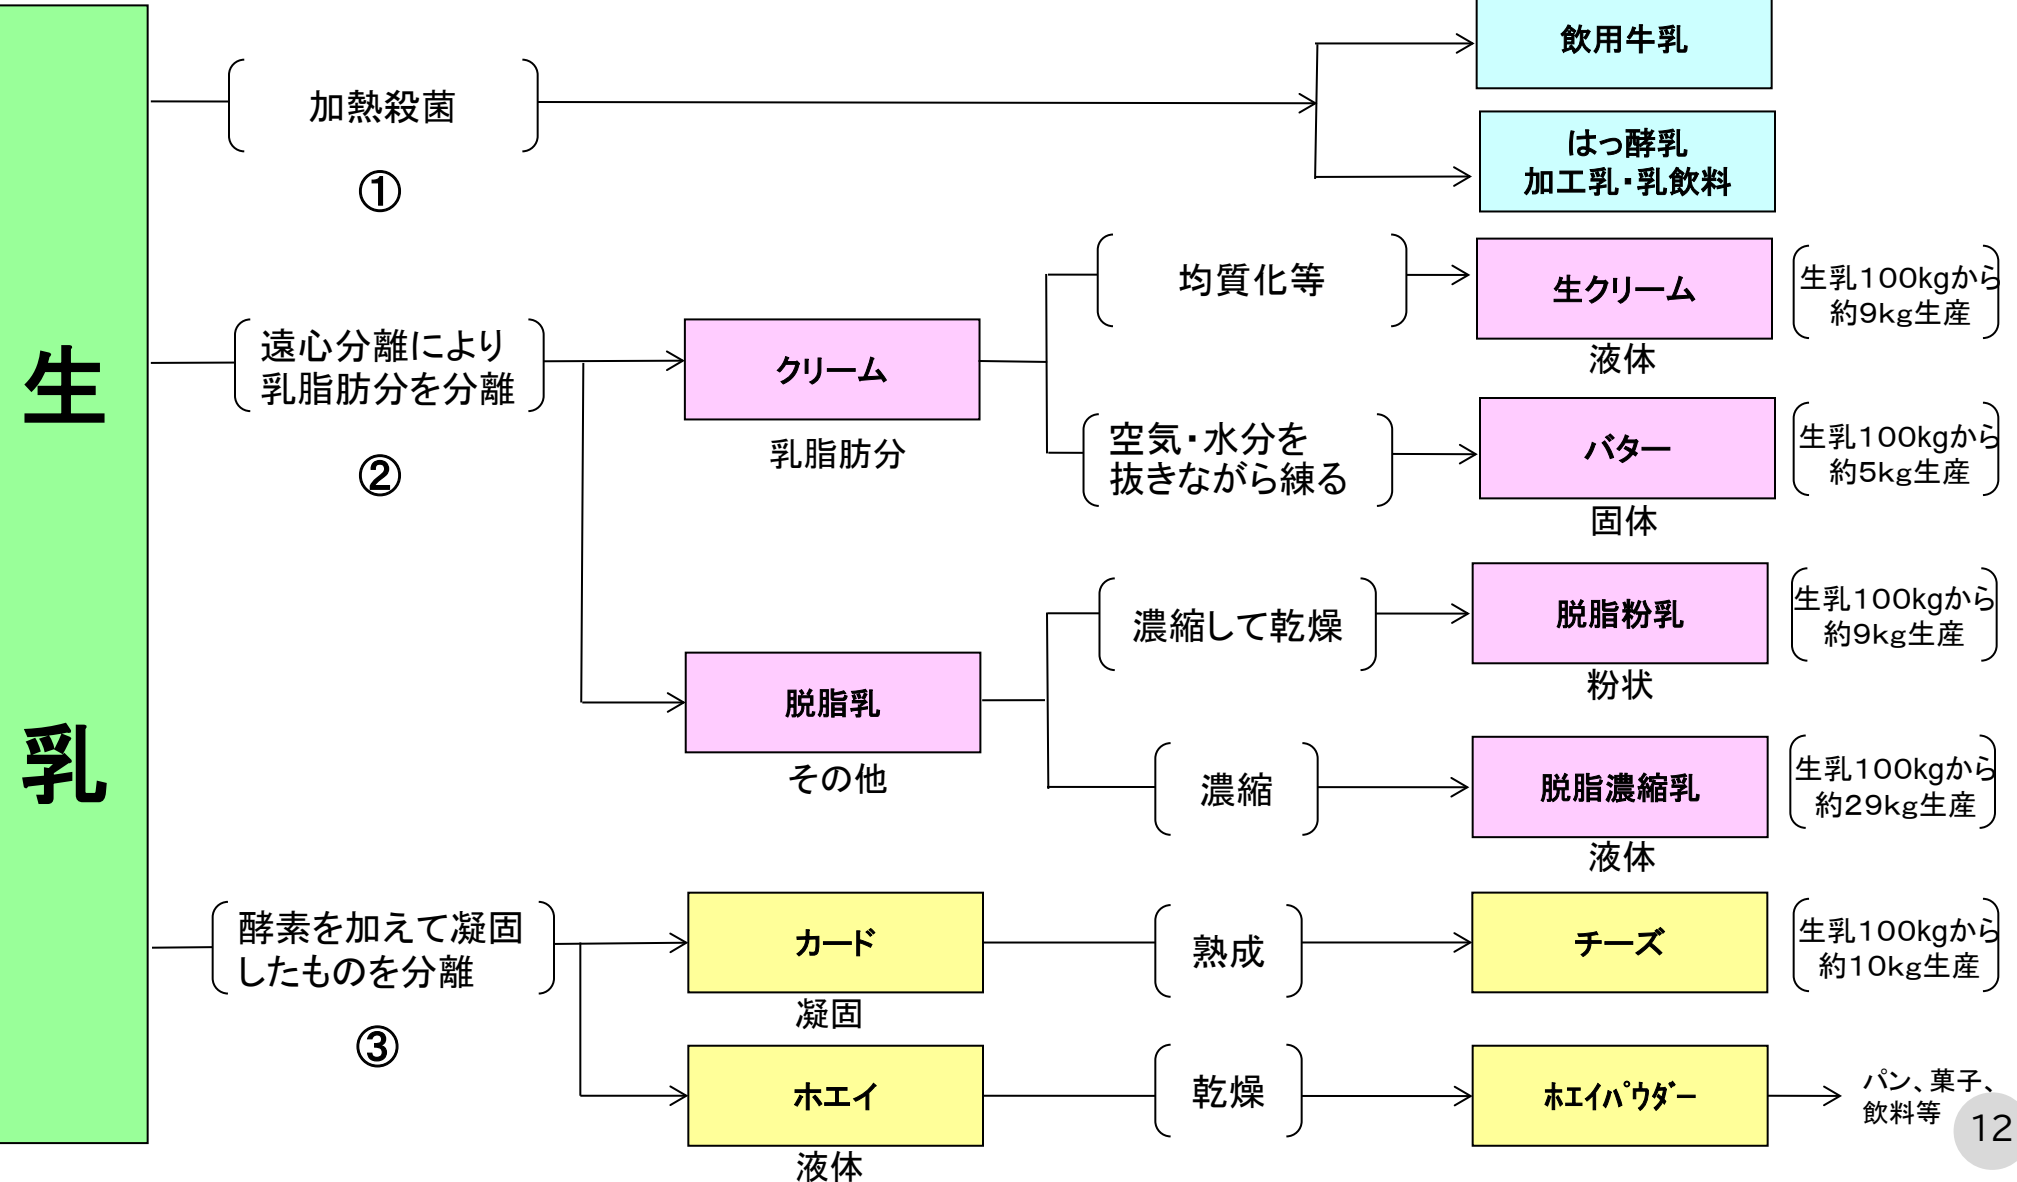 生
乳
加熱殺菌
①
飲用牛乳
はっ酵乳
加工乳・乳飲料
遠心分離により
乳脂肪分を分離
②
クリーム
乳脂肪分
均質化等
生クリーム
液体
生乳100kgから
約9kg生産
空気・水分を
抜きながら練る
バター
固体
生乳100kgから
約5kg生産
脱脂乳
その他
濃縮して乾燥
脱脂粉乳
粉状
生乳100kgから
約9kg生産
濃縮
脱脂濃縮乳
液体
生乳100kgから
約29kg生産
酵素を加えて凝固
したものを分離
③
カード
凝固
熟成
チーズ
生乳100kgから
約10kg生産
ホエイ
液体
乾燥
ホエイパウダー
パン、菓子、
飲料等
12